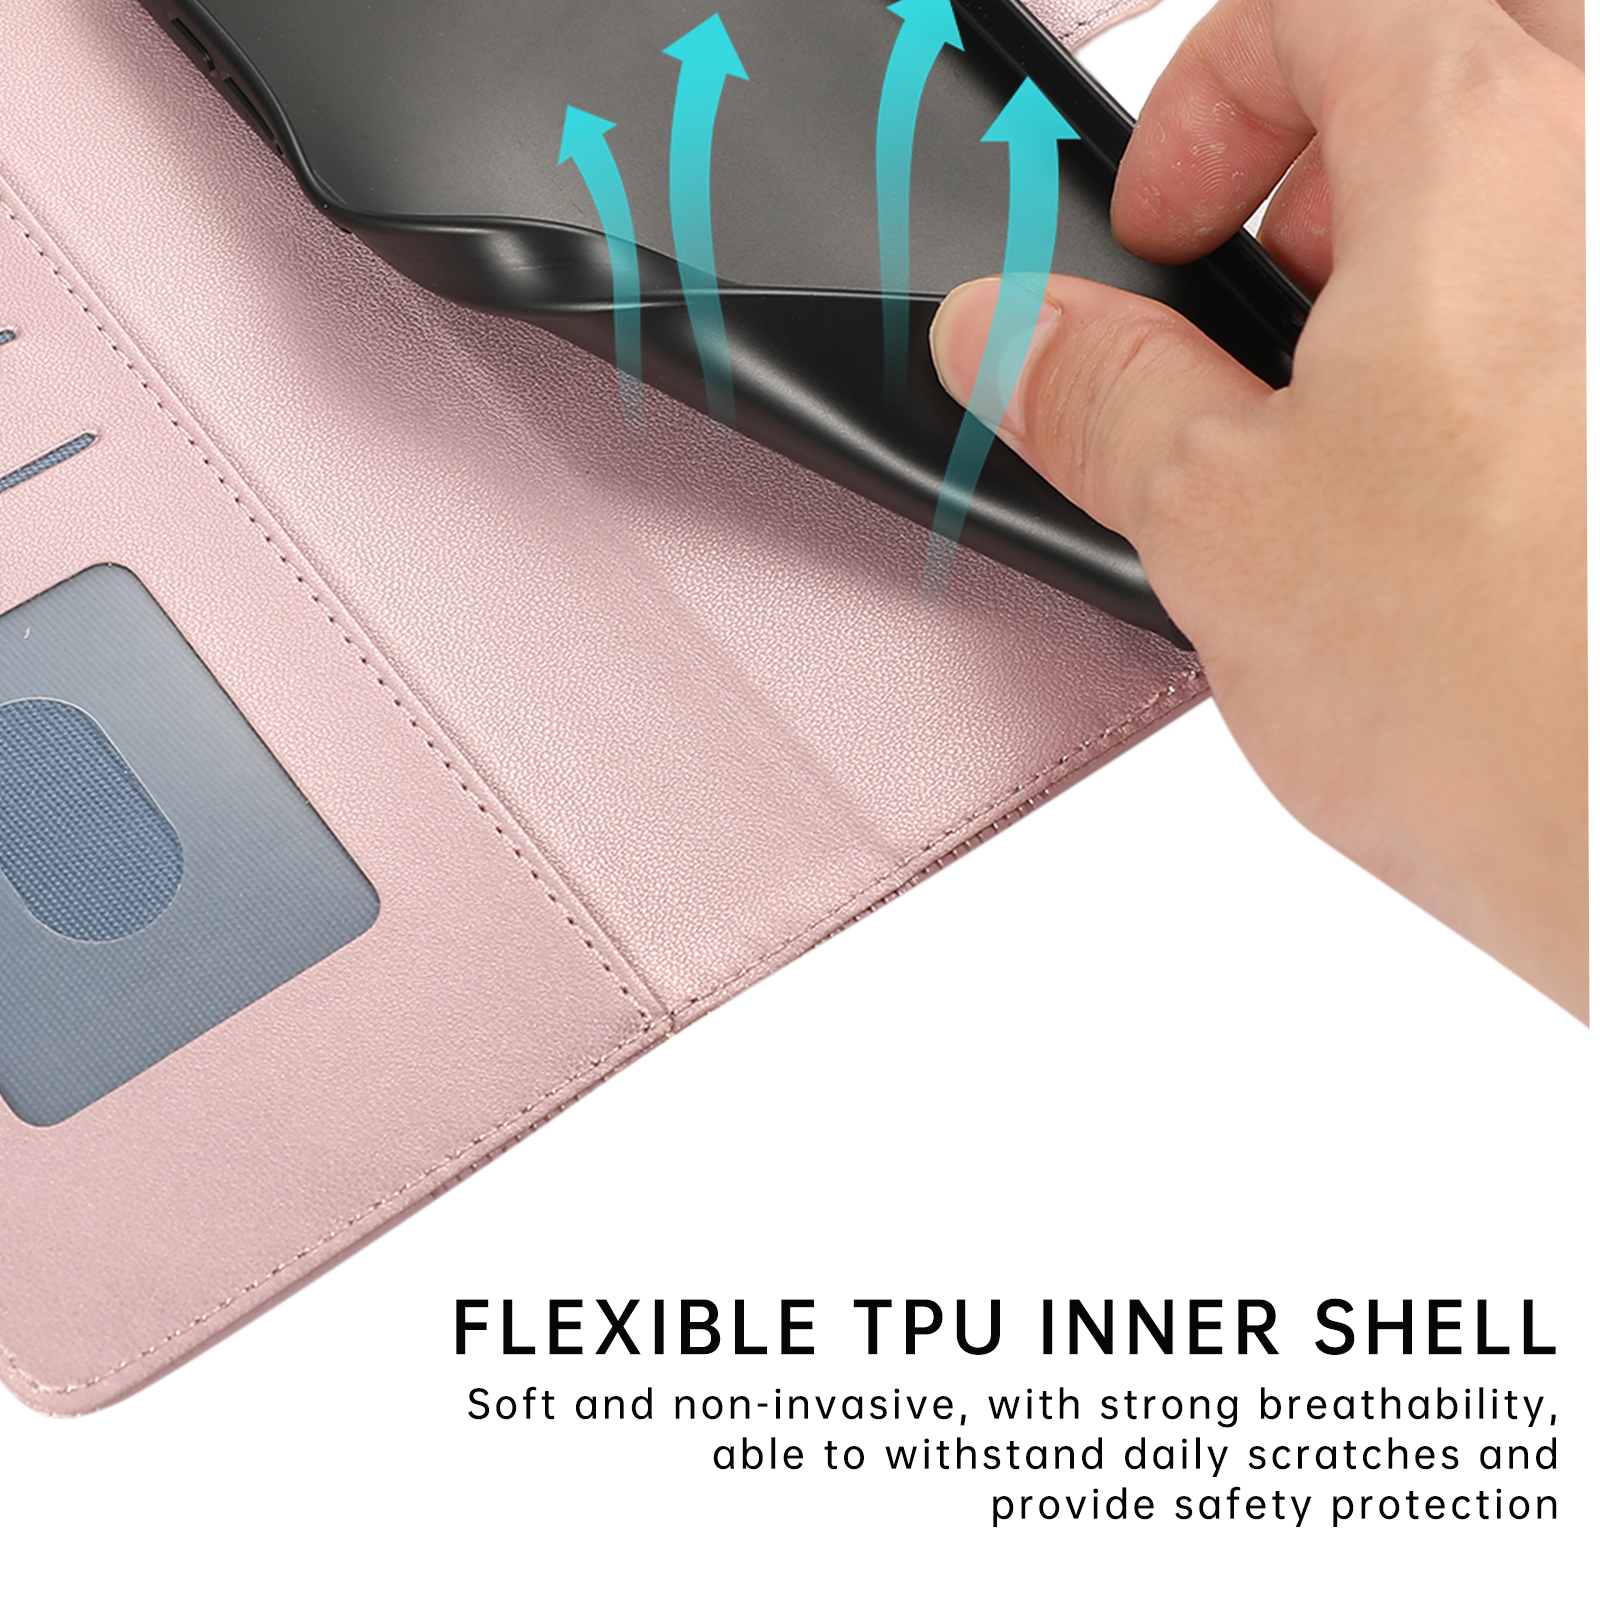 FLEXIBLE TPU INNER SHELL
Soft and non-invasive, with strong breathability,
able to withstand daily scratches and
provide safety protection